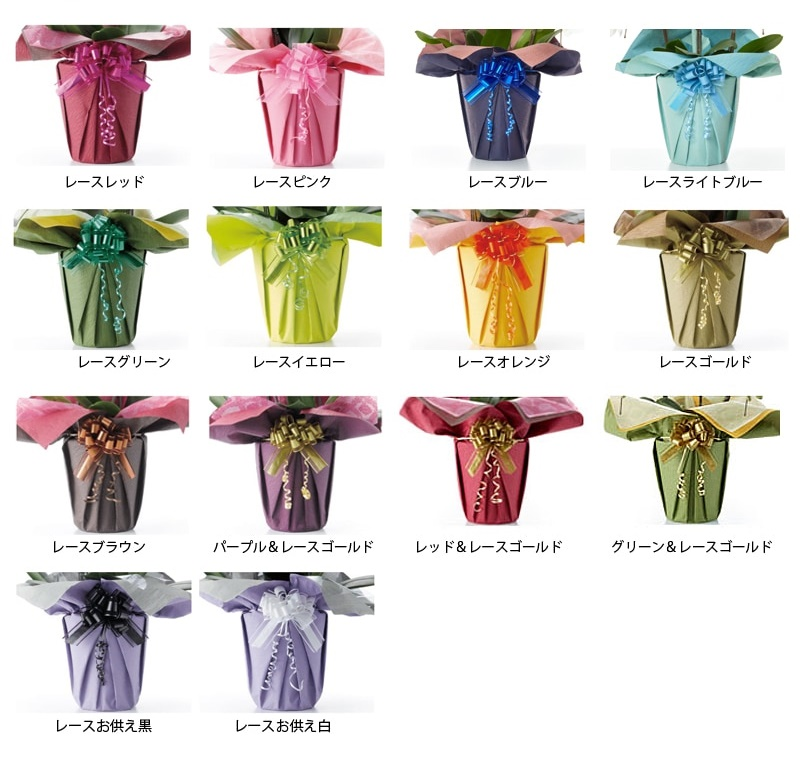 レースレッド
レースピンク
レースブルー
レースライトブルー
レースグリーン
レースイエロー
レースオレンジ
レースゴールド
レースブラウン
パープル＆レースゴールド
レッド＆レースゴールド
グリーン＆レースゴールド
レースお供え黒
レースお供え白